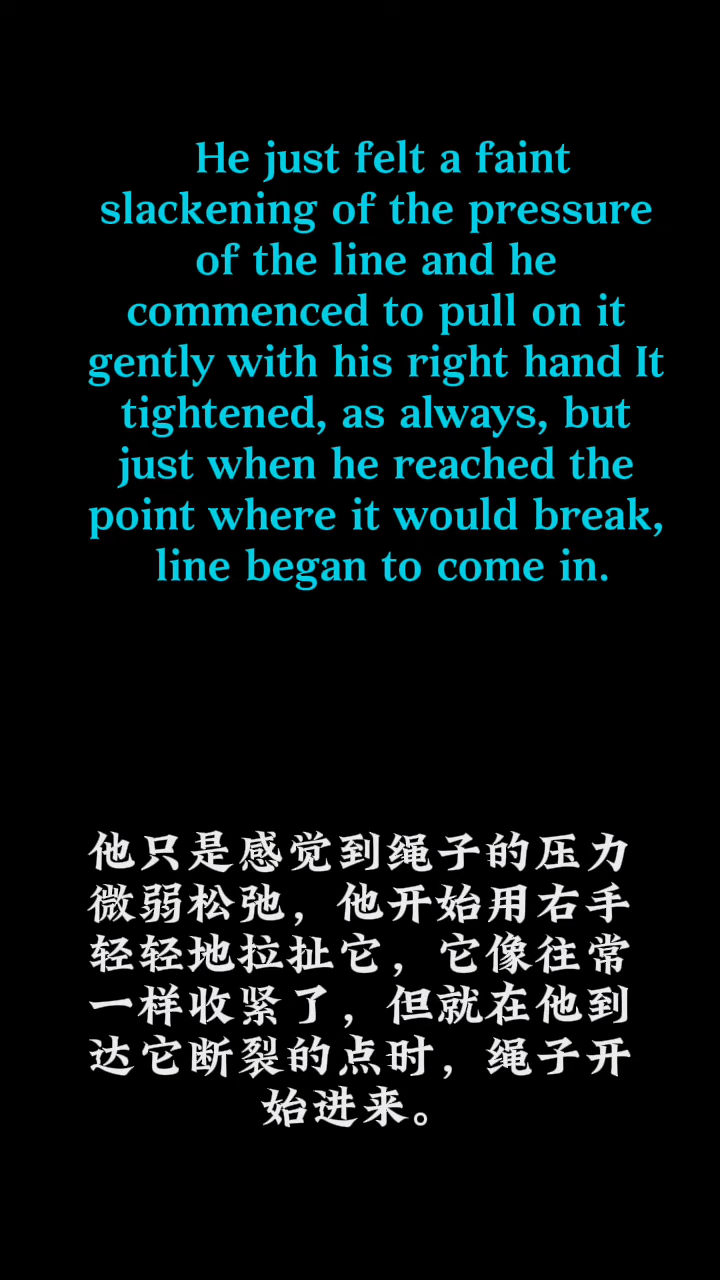 He just felt a faint
slackening of the pressure
of the line and he
commenced to pull on it
gently with his right hand It
tightened, as always, but
just when he reached the
point where it would break,
line began to come in.
他只是感觉到绳子的压力
微弱松弛，他开始用右手
轻轻地拉扯它，它像往常
一样收紧了，但就在他到
达它断裂的点时，绳子开
始进来。